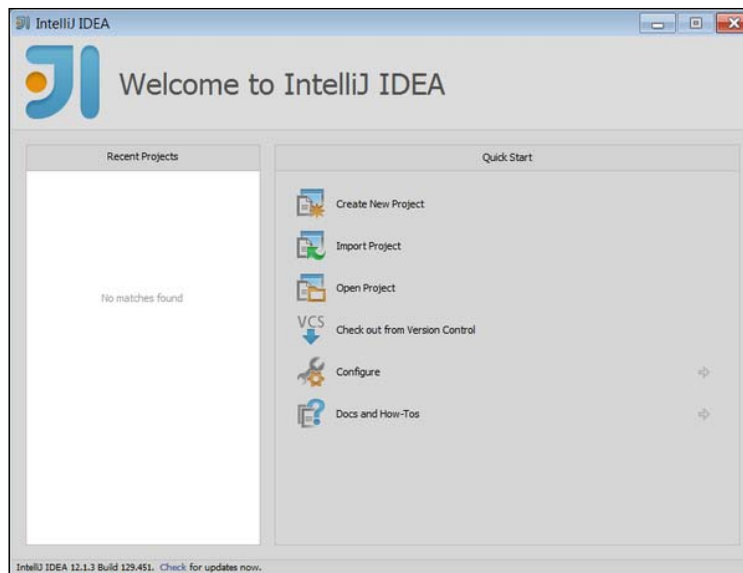 IntelliJ IDEA
Welcome to IntelliJ IDEA
Recent Projects
No matches found
Quick Start
Create New Project
Import Project
Open Project
VCS
Check out from Version Control
Configure
Docs and How-Tos
IntelliJ IDEA 12.1.3 Build 129.451. Check for updates now.